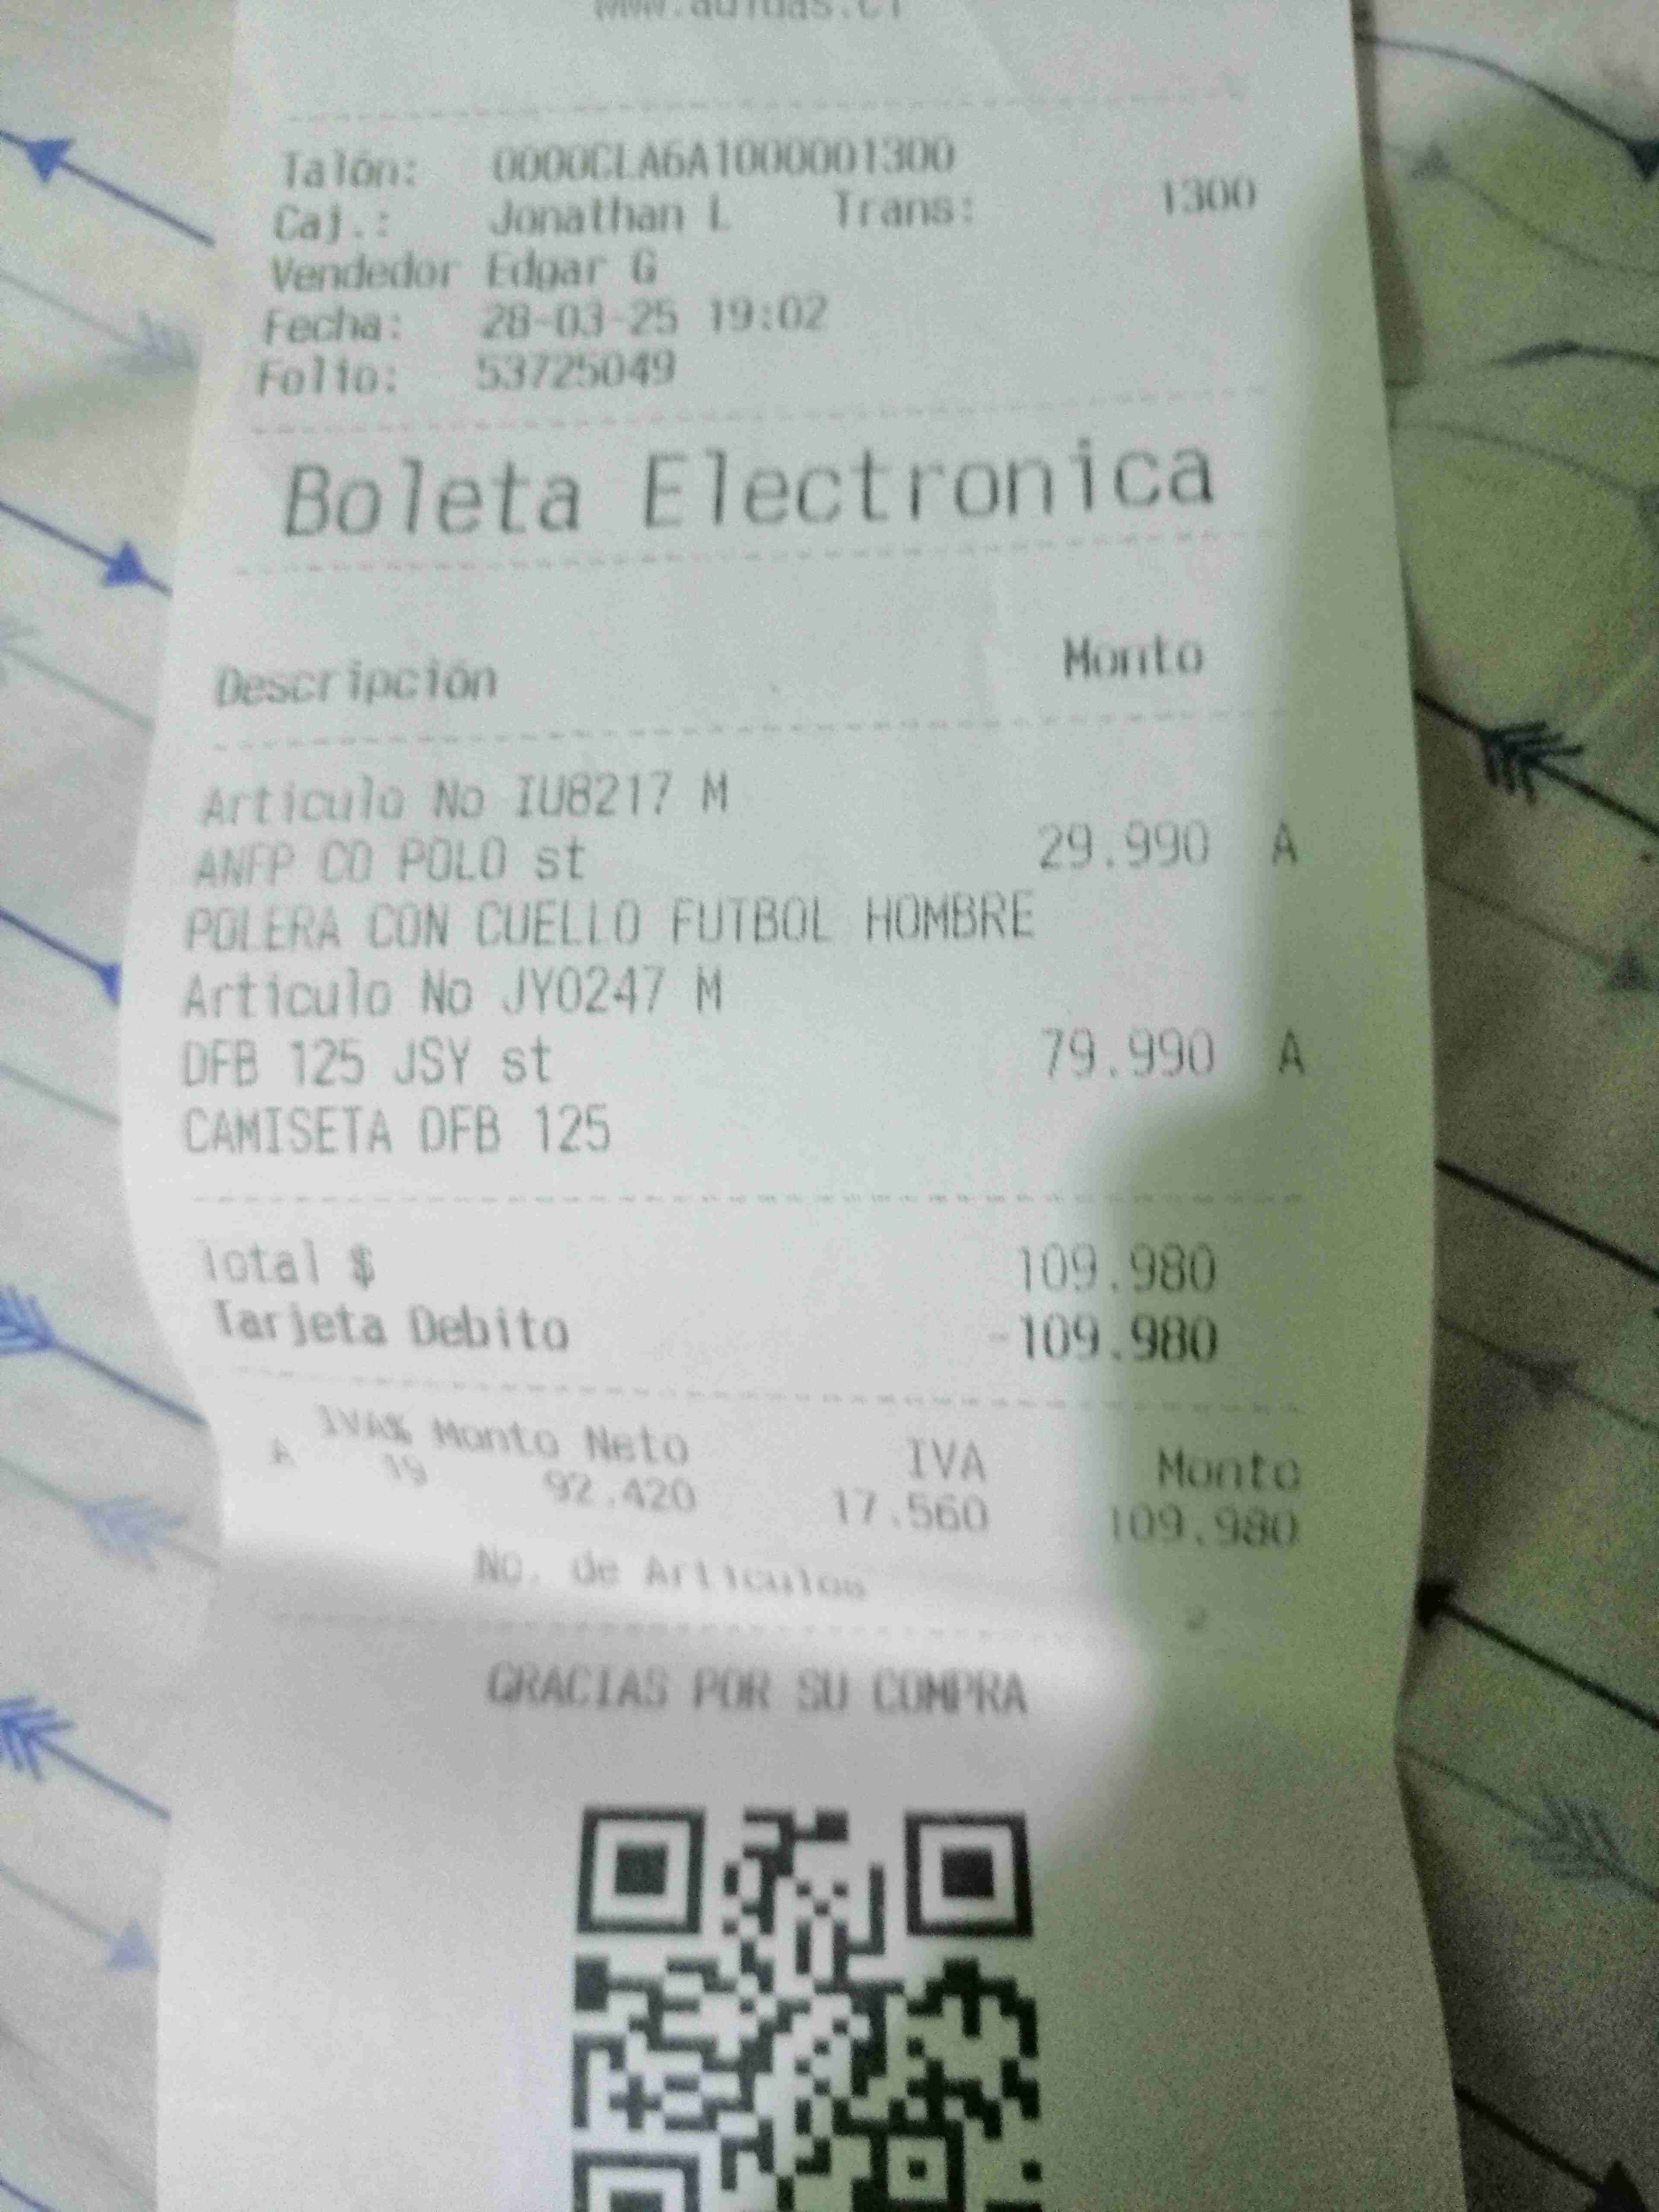 www.adidas.cl
Talón: 0000CLA6A1000001300
Caj.: Jonathan L Trans: 1300
Vendedor Edgar G
Fecha: 28-03-25 19:02
Folio: 53725049
Boleta Electronica
Descripción Monto
Articulo No IU8217 M
ANFP CO POLO st 29.990 A
POLERA CON CUELLO FUTBOL HOMBRE
Articulo No JY0247 M
DFB 125 JSY st 79.990 A
CAMISETA DFB 125
Total $ 109.980
Tarjeta Debito -109.980
IVA% Monto Neto IVA Monto
A 19 92.420 17.560 109.980
No. de Articulos 2
GRACIAS POR SU COMPRA